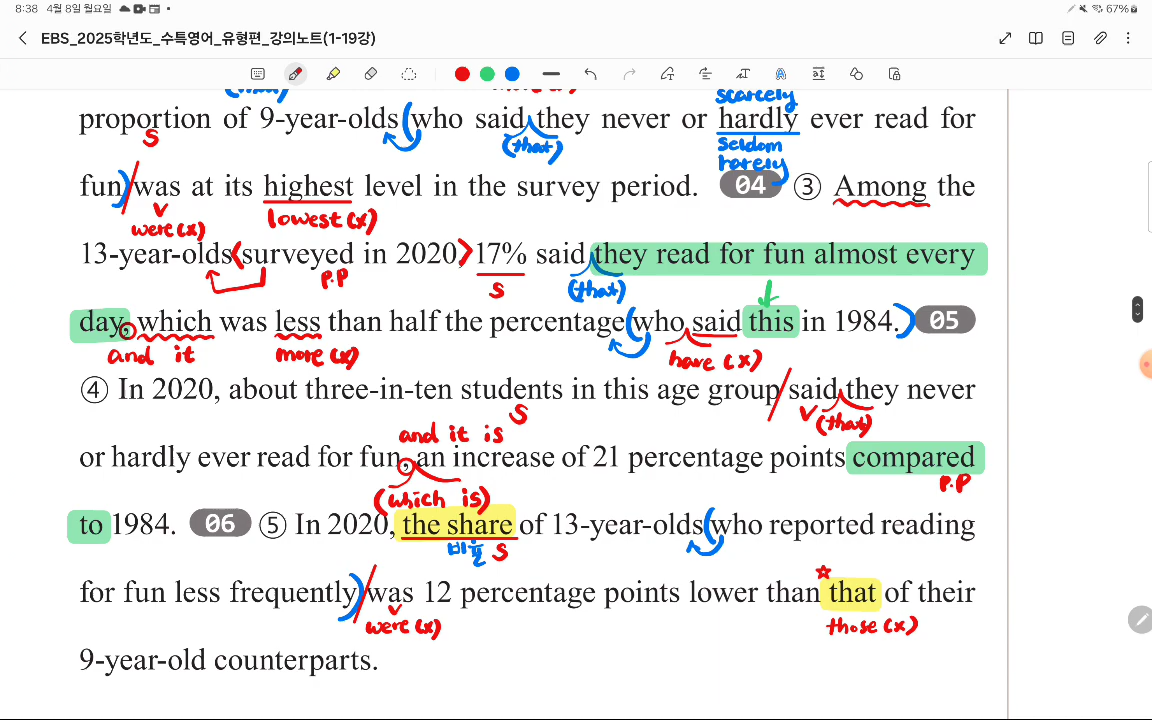 8:38 4월 8일 월요일 67%
EBS_2025학년도_수특영어_유형편_강의노트(1-19강)
scarcely
proportion of 9-year-olds who said they never or hardly ever read for
S (that) seldom
rarely
fun was at its highest level in the survey period. 04 ③ Among the
V
were(x) lowest(x)
13-year-olds surveyed in 2020, 17% said they read for fun almost every
P.P S (that)
day, which was less than half the percentage who said this in 1984. 05
and it more(x) have(x)
④ In 2020, about three-in-ten students in this age group said they never
S V (that)
and it is
or hardly ever read for fun, an increase of 21 percentage points compared
(which is) P.P
to 1984. 06 ⑤ In 2020, the share of 13-year-olds who reported reading
비율 S
for fun less frequently was 12 percentage points lower than that of their
V
were(x) those(x)
9-year-old counterparts.